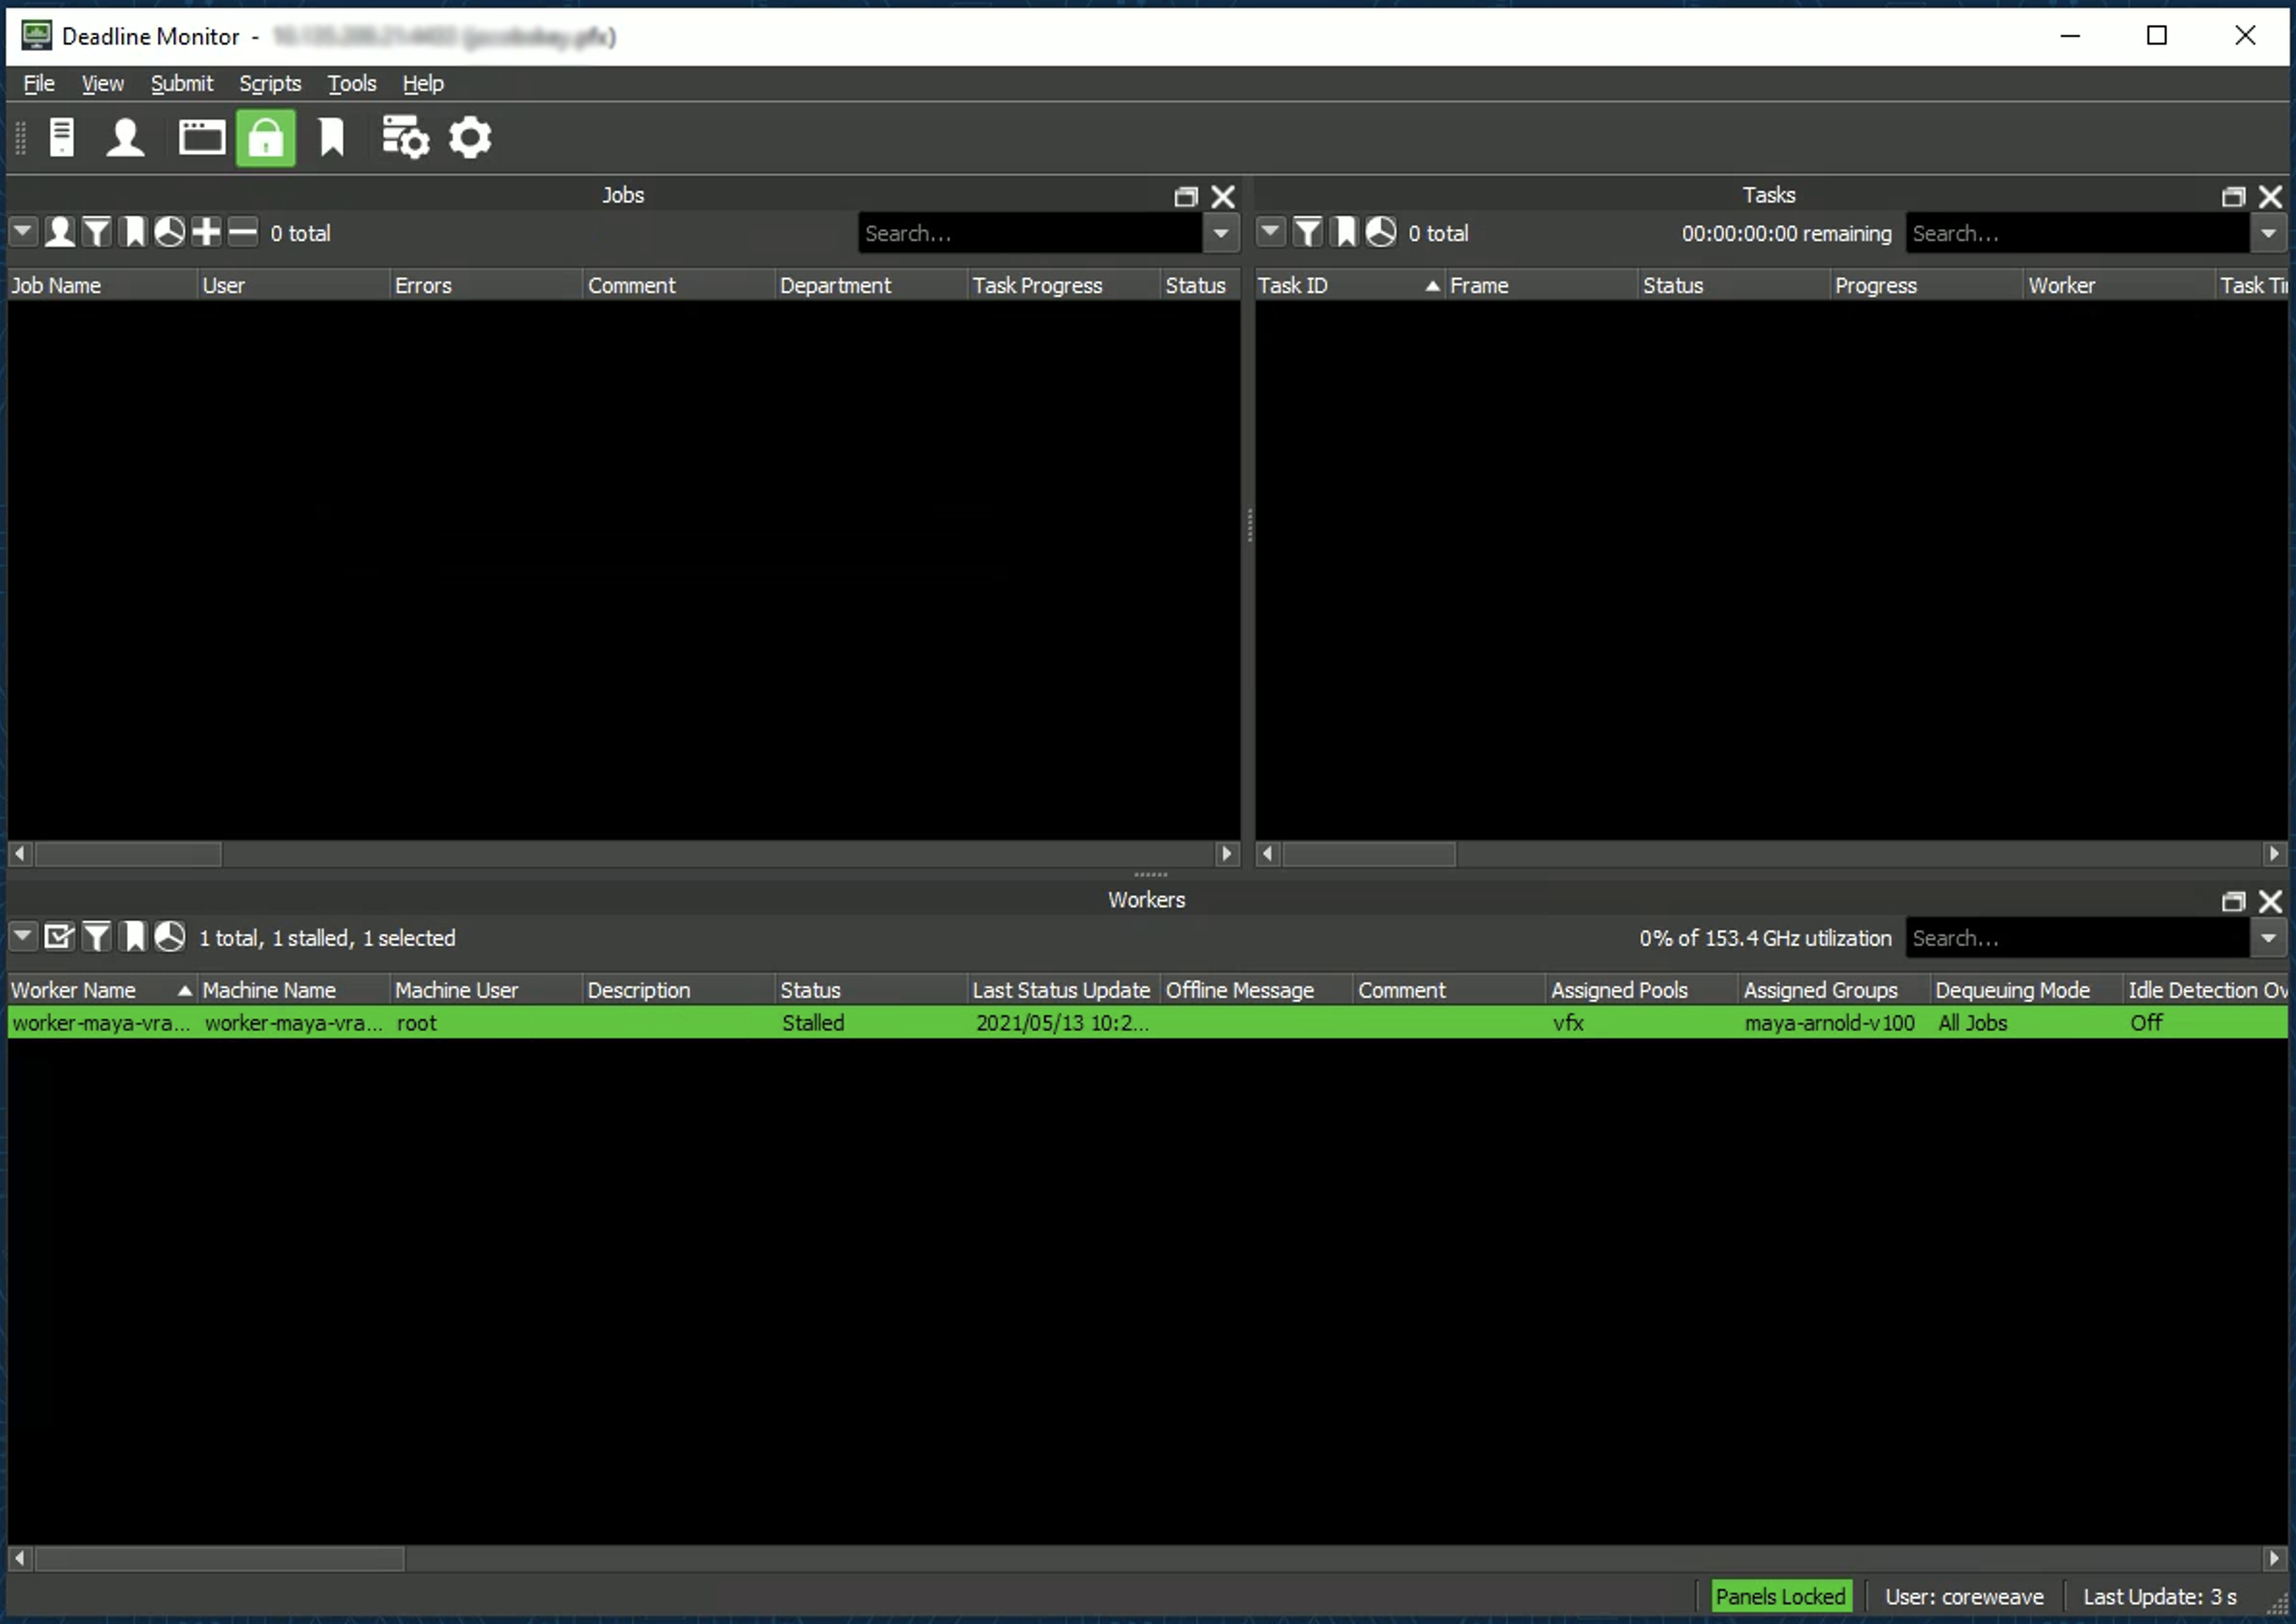 Deadline Monitor -
File View Submit Scripts Tools Help
Jobs
0 total Search...
Job Name User Errors Comment Department Task Progress Status
Tasks
0 total 00:00:00:00 remaining Search...
Task ID Frame Status Progress Worker Task Ti
Workers
1 total, 1 stalled, 1 selected 0% of 153.4 GHz utilization Search...
Worker Name Machine Name Machine User Description Status Last Status Update Offline Message Comment Assigned Pools Assigned Groups Dequeuing Mode Idle Detection Ov
worker-maya-vra... worker-maya-vra... root Stalled 2021/05/13 10:2... vfx maya-arnold-v100 All Jobs Off
Panels Locked User: coreweave Last Update: 3 s